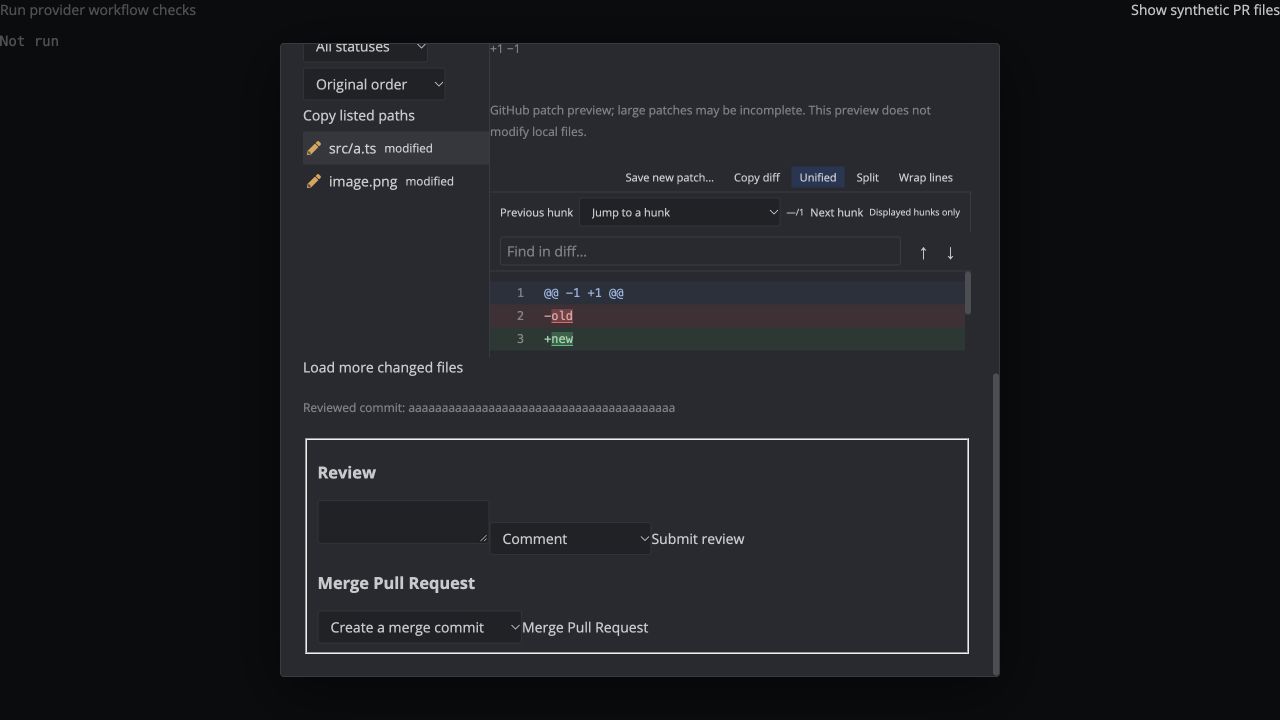 Run provider workflow checks
Show synthetic PR files
Not run
All statuses
+1 −1
Original order
Copy listed paths
GitHub patch preview; large patches may be incomplete. This preview does not
modify local files.
src/a.ts modified
image.png modified
Save new patch... Copy diff Unified Split Wrap lines
Previous hunk Jump to a hunk —/1 Next hunk Displayed hunks only
Find in diff... ↑ ↓
1 @@ −1 +1 @@
2 −old
3 +new
Load more changed files
Reviewed commit: aaaaaaaaaaaaaaaaaaaaaaaaaaaaaaaaaaaaaaaa
Review
Comment Submit review
Merge Pull Request
Create a merge commit Merge Pull Request